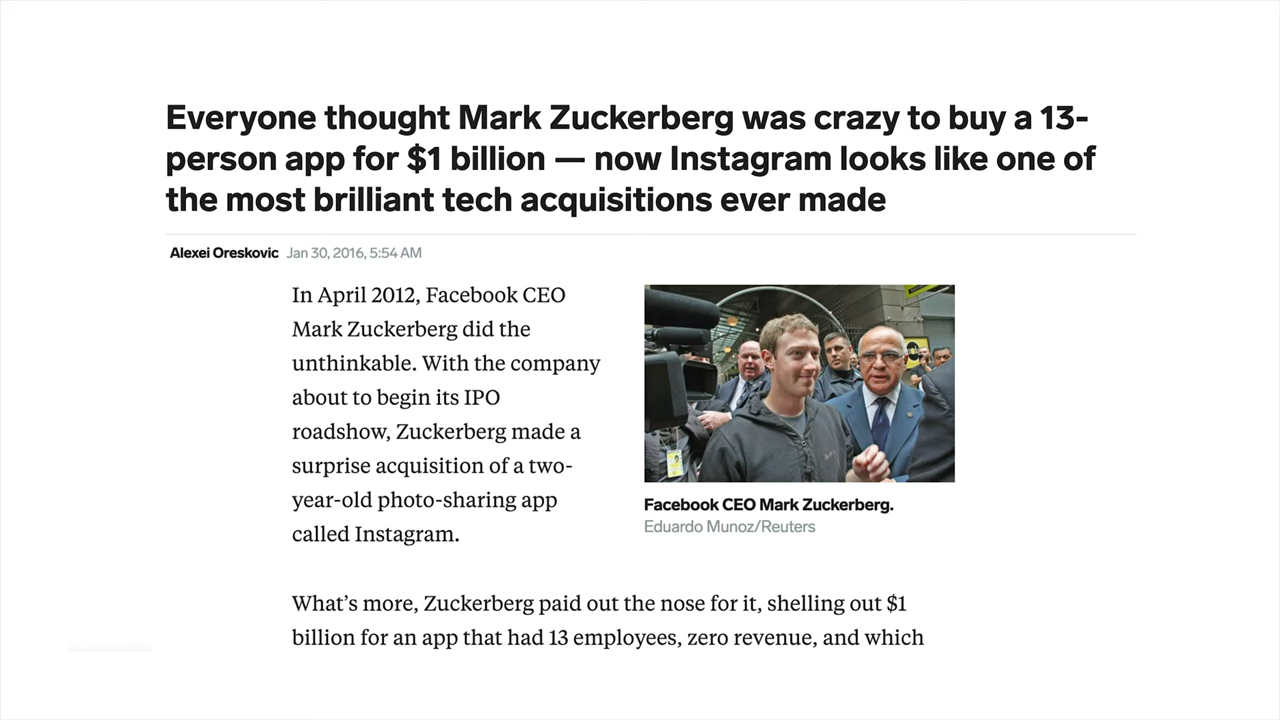 Everyone thought Mark Zuckerberg was crazy to buy a 13-
person app for $1 billion — now Instagram looks like one of
the most brilliant tech acquisitions ever made
Alexei Oreskovic Jan 30, 2016, 5:54 AM
In April 2012, Facebook CEO
Mark Zuckerberg did the
unthinkable. With the company
about to begin its IPO
roadshow, Zuckerberg made a
surprise acquisition of a two-
year-old photo-sharing app
called Instagram.
Facebook CEO Mark Zuckerberg.
Eduardo Munoz/Reuters
What’s more, Zuckerberg paid out the nose for it, shelling out $1
billion for an app that had 13 employees, zero revenue, and which